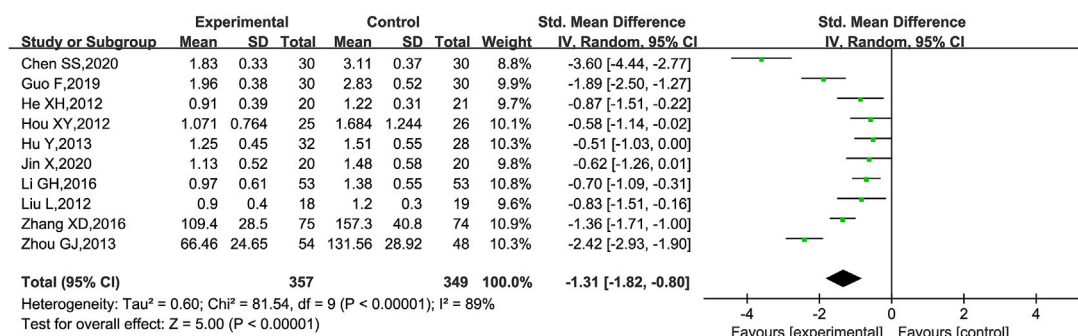 Experimental Control Std. Mean Difference Std. Mean Difference
Study or Subgroup Mean SD Total Mean SD Total Weight IV, Random, 95% CI IV, Random, 95% CI
Chen SS,2020 1.83 0.33 30 3.11 0.37 30 8.8% -3.60 [-4.44, -2.77]
Guo F,2019 1.96 0.38 30 2.83 0.52 30 9.9% -1.89 [-2.50, -1.27]
He XH,2012 0.91 0.39 20 1.22 0.31 21 9.7% -0.87 [-1.51, -0.22]
Hou XY,2012 1.071 0.764 25 1.684 1.244 26 10.1% -0.58 [-1.14, -0.02]
Hu Y,2013 1.25 0.45 32 1.51 0.55 28 10.3% -0.51 [-1.03, 0.00]
Jin X,2020 1.13 0.52 20 1.48 0.58 20 9.8% -0.62 [-1.26, 0.01]
Li GH,2016 0.97 0.61 53 1.38 0.55 53 10.8% -0.70 [-1.09, -0.31]
Liu L,2012 0.9 0.4 18 1.2 0.3 19 9.6% -0.83 [-1.51, -0.16]
Zhang XD,2016 109.4 28.5 75 157.3 40.8 74 10.9% -1.36 [-1.71, -1.00]
Zhou GJ,2013 66.46 24.65 54 131.56 28.92 48 10.3% -2.42 [-2.93, -1.90]
Total (95% CI) 357 349 100.0% -1.31 [-1.82, -0.80]
Heterogeneity: Tau² = 0.60; Chi² = 81.54, df = 9 (P < 0.00001); I² = 89%
Test for overall effect: Z = 5.00 (P < 0.00001)
-4 -2 0 2 4
Favours [experimental] Favours [control]